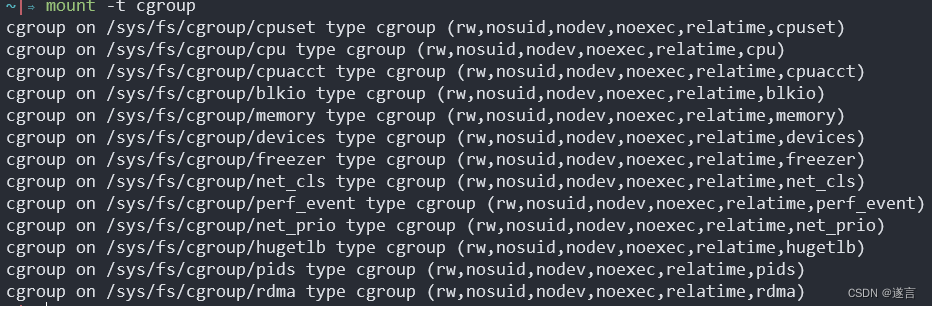 ~|⇒ mount -t cgroup
cgroup on /sys/fs/cgroup/cpuset type cgroup (rw,nosuid,nodev,noexec,relatime,cpuset)
cgroup on /sys/fs/cgroup/cpu type cgroup (rw,nosuid,nodev,noexec,relatime,cpu)
cgroup on /sys/fs/cgroup/cpuacct type cgroup (rw,nosuid,nodev,noexec,relatime,cpuacct)
cgroup on /sys/fs/cgroup/blkio type cgroup (rw,nosuid,nodev,noexec,relatime,blkio)
cgroup on /sys/fs/cgroup/memory type cgroup (rw,nosuid,nodev,noexec,relatime,memory)
cgroup on /sys/fs/cgroup/devices type cgroup (rw,nosuid,nodev,noexec,relatime,devices)
cgroup on /sys/fs/cgroup/freezer type cgroup (rw,nosuid,nodev,noexec,relatime,freezer)
cgroup on /sys/fs/cgroup/net_cls type cgroup (rw,nosuid,nodev,noexec,relatime,net_cls)
cgroup on /sys/fs/cgroup/perf_event type cgroup (rw,nosuid,nodev,noexec,relatime,perf_event)
cgroup on /sys/fs/cgroup/net_prio type cgroup (rw,nosuid,nodev,noexec,relatime,net_prio)
cgroup on /sys/fs/cgroup/hugetlb type cgroup (rw,nosuid,nodev,noexec,relatime,hugetlb)
cgroup on /sys/fs/cgroup/pids type cgroup (rw,nosuid,nodev,noexec,relatime,pids)
cgroup on /sys/fs/cgroup/rdma type cgroup (rw,nosuid,nodev,noexec,relatime,rdma)
CSDN @遂言